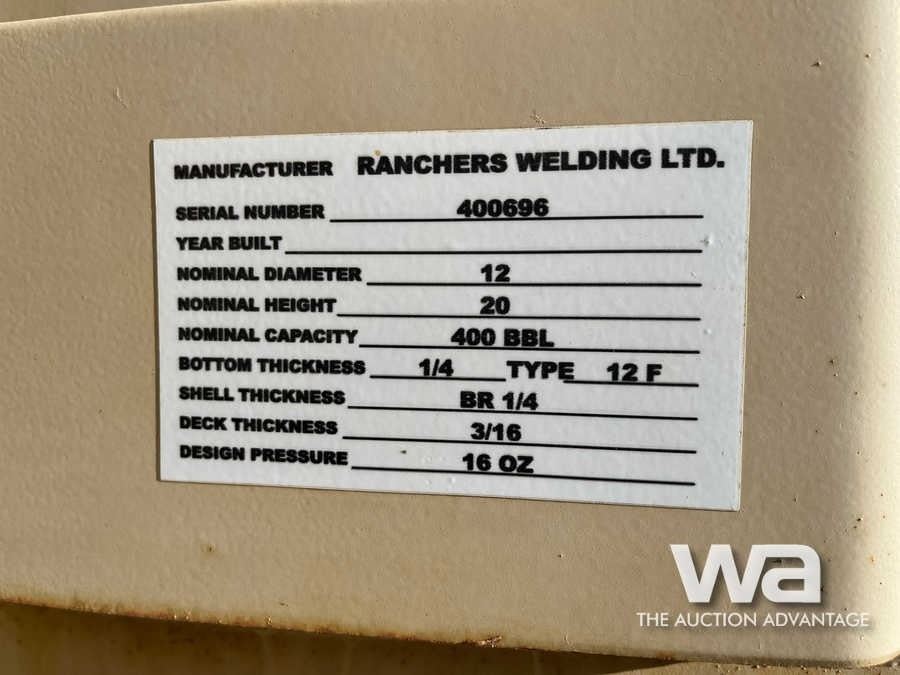 MANUFACTURER RANCHERS WELDING LTD.
SERIAL NUMBER 400696
YEAR BUILT
NOMINAL DIAMETER 12
NOMINAL HEIGHT 20
NOMINAL CAPACITY 400 BBL
BOTTOM THICKNESS 1/4 TYPE 12 F
SHELL THICKNESS BR 1/4
DECK THICKNESS 3/16
DESIGN PRESSURE 16 OZ
wa
THE AUCTION ADVANTAGE